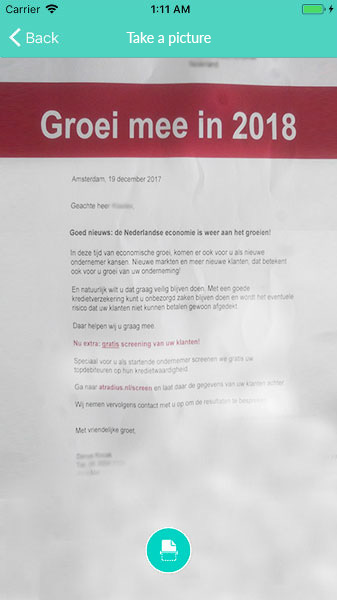 Carrier 1:11 AM
Back Take a picture
Nederland
Groei mee in 2018
Amsterdam, 19 december 2017
Geachte heer
Goed nieuws: de Nederlandse economie is weer aan het groeien!
In deze tijd van economische groei, komen er ook voor u als nieuwe
ondernemer kansen. Nieuwe markten en meer nieuwe klanten, dat betekent
ook voor u groei van uw onderneming!
En natuurlijk wilt u dat graag veilig blijven doen. Met een goede
kredietverzekering kunt u onbezorgd zaken blijven doen en wordt het eventuele
risico dat uw klanten niet kunnen betalen gewoon afgedekt.
Daar helpen wij u graag mee.
Nu extra: gratis screening van uw klanten!
Speciaal voor u als startende ondernemer screenen we gratis uw
topdebiteuren op hun kredietwaardigheid.
Ga naar atradius.nl/screen en laat daar de gegevens van uw klanten achter.
Wij nemen vervolgens contact met u op om de resultaten te bespreken.
Met vriendelijke groet,